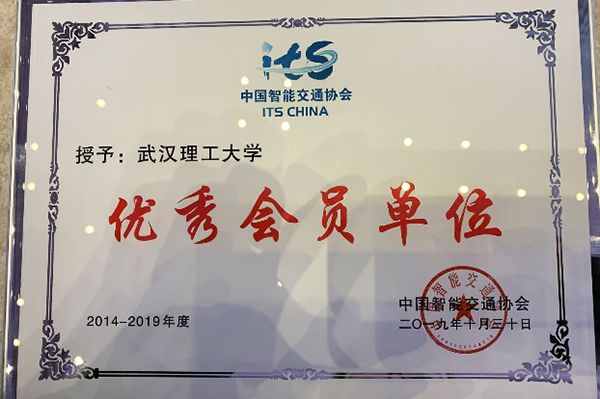 itS
中国智能交通协会
ITS CHINA
授予：武汉理工大学
优秀会员单位
2014-2019年度
中国智能交通协会
二〇一九年十月三十日